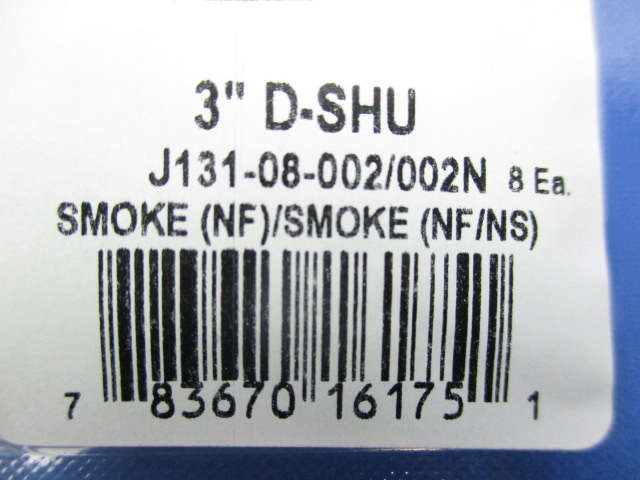 3" D-SHU
J131-08-002/002N 8 Ea.
SMOKE (NF)/SMOKE (NF/NS)
7 83670 16175 1